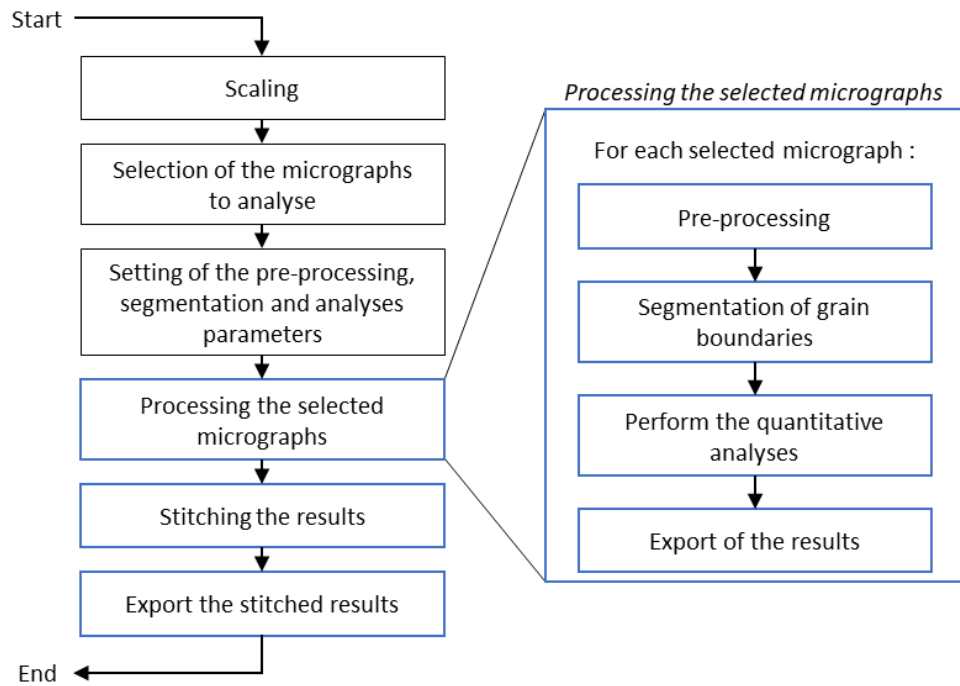 Start
Scaling
Selection of the micrographs
to analyse
Setting of the pre-processing,
segmentation and analyses
parameters
Processing the selected
micrographs
Stitching the results
Export the stitched results
End
Processing the selected micrographs
For each selected micrograph :
Pre-processing
Segmentation of grain
boundaries
Perform the quantitative
analyses
Export of the results